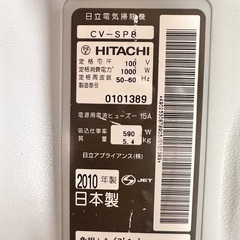 日立電気掃除機
CV-SP8
HITACHI
定格電圧 100 V
定格消費電力 1000 W
定格周波数 50-60 Hz
製造番号
0101389
電源用電流ヒューズー 15A
吸込仕事率 590 W
質量 5.4 Kg
日立アプライアンス(株)
2010 年製 S JET
日本製